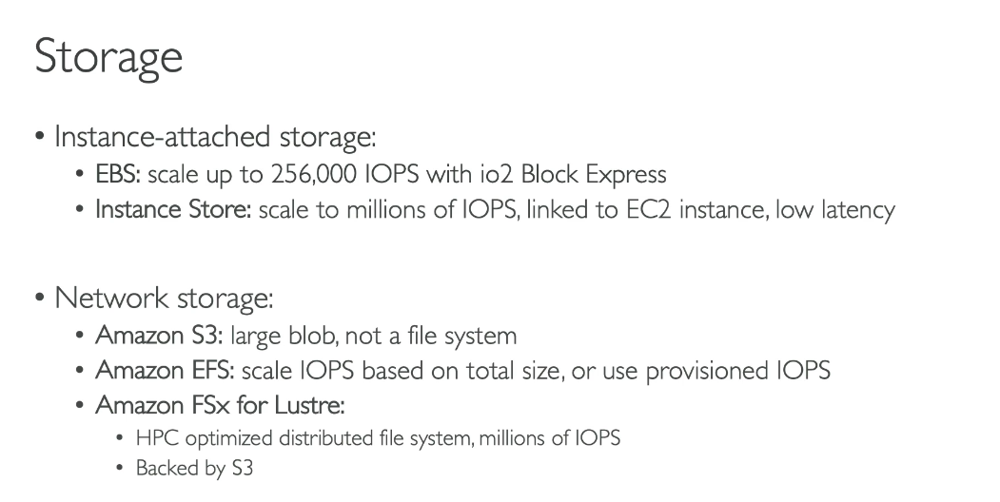 Storage
• Instance-attached storage:
• EBS: scale up to 256,000 IOPS with io2 Block Express
• Instance Store: scale to millions of IOPS, linked to EC2 instance, low latency
• Network storage:
• Amazon S3: large blob, not a file system
• Amazon EFS: scale IOPS based on total size, or use provisioned IOPS
• Amazon FSx for Lustre:
• HPC optimized distributed file system, millions of IOPS
• Backed by S3